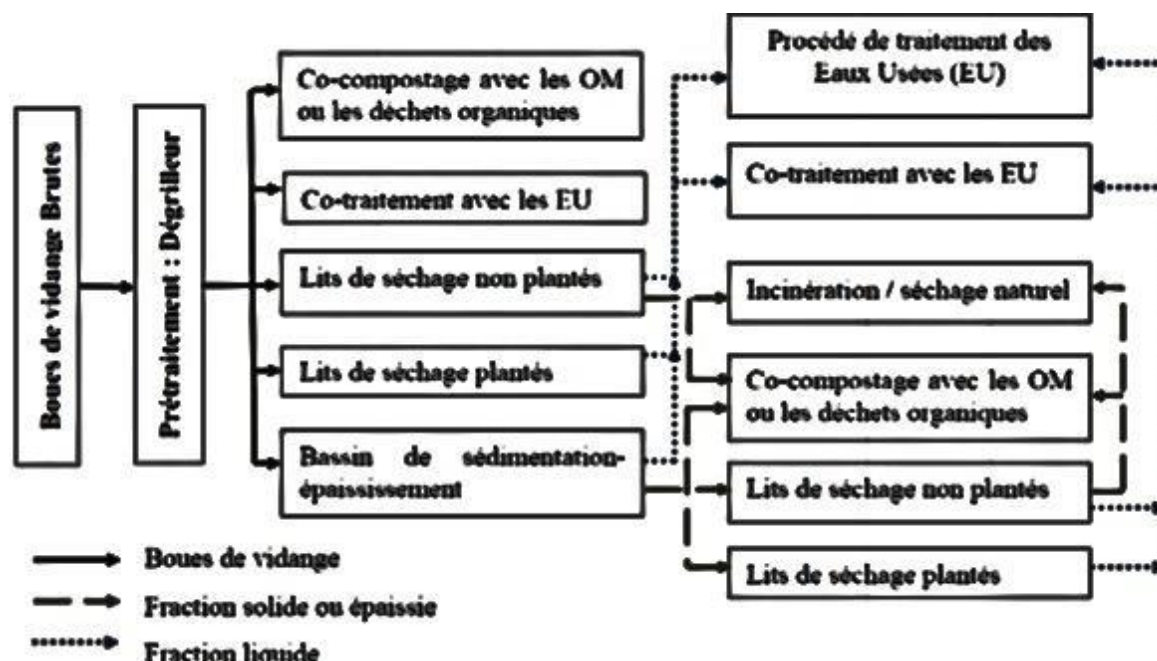 Boues de vidange Brutes
Prétraitement : Dégrilleur
Co-compostage avec les OM
ou les déchets organiques
Co-traitement avec les EU
Lits de séchage non plantés
Lits de séchage plantés
Bassin de sédimentation-
épaississement
Procédé de traitement des
Eaux Usées (EU)
Co-traitement avec les EU
Incinération / séchage naturel
Co-compostage avec les OM
ou les déchets organiques
Lits de séchage non plantés
Lits de séchage plantés
Boues de vidange
Fraction solide ou épaissie
Fraction liquide